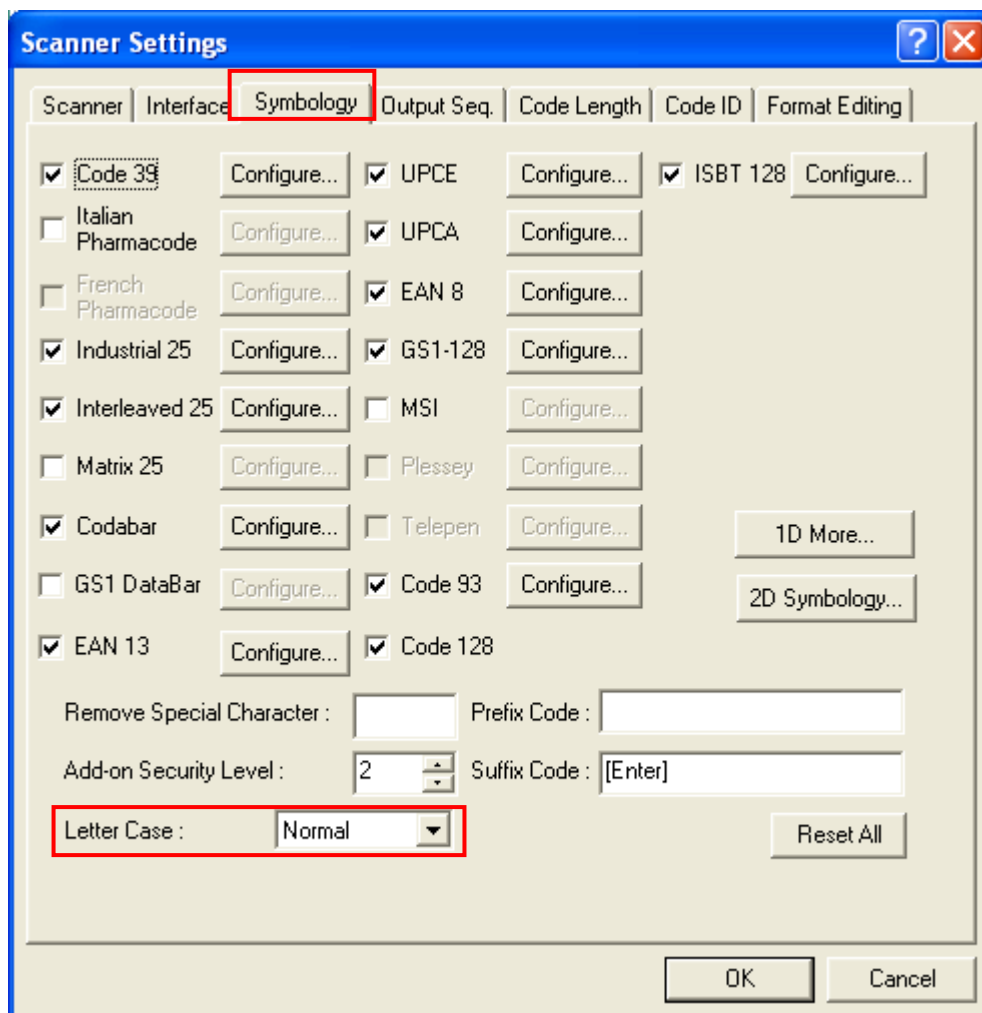 Scanner Settings
Scanner Interface Symbology Output Seq. Code Length Code ID Format Editing
Code 39 Configure... UPCE Configure... ISBT 128 Configure...
Italian
Pharmacode Configure... UPCA Configure...
French
Pharmacode Configure... EAN 8 Configure...
Industrial 25 Configure... GS1-128 Configure...
Interleaved 25 Configure... MSI Configure...
Matrix 25 Configure... Plessey Configure...
Codabar Configure... Telepen Configure... 1D More...
GS1 DataBar Configure... Code 93 Configure... 2D Symbology...
EAN 13 Configure... Code 128
Remove Special Character : Prefix Code :
Add-on Security Level : 2 Suffix Code : [Enter]
Letter Case : Normal Reset All
OK Cancel